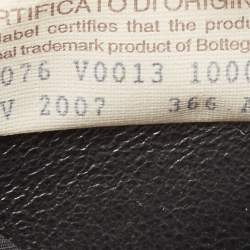 RTIFICATO DI ORIGIN
label certifies that the produ
al trademark product of Botteg
076 V0013 1000
V 2007 366